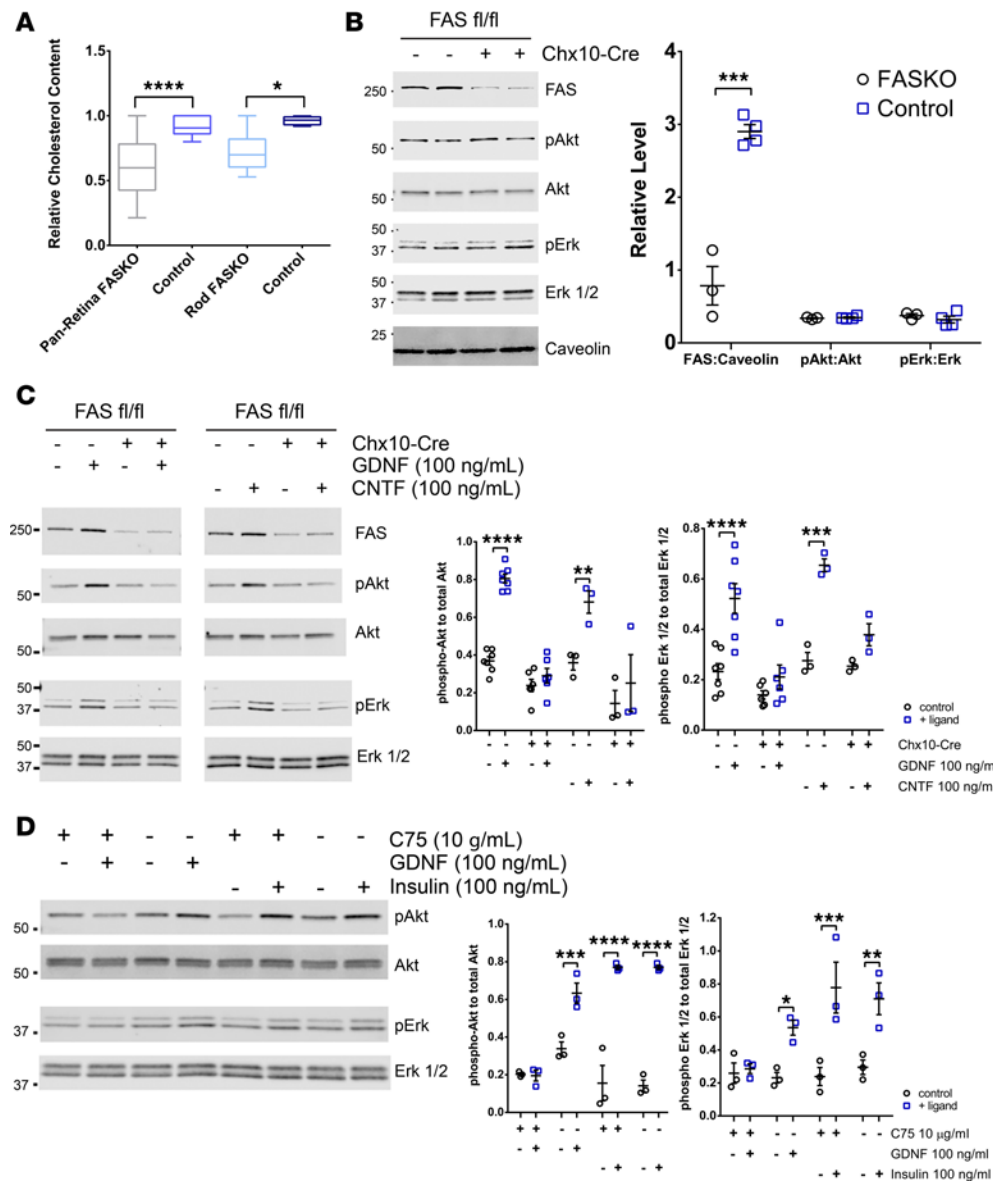 A
Relative Cholesterol Content
1.5
1.0
0.5
0.0
****
*
Pan-Retina FASKO
Control
Rod FASKO
Control
B
FAS fl/fl
- - + + Chx10-Cre
250
FAS
50
pAkt
50
Akt
50
37
pErk
50
37
Erk 1/2
25
Caveolin
Relative Level
4
3
2
1
0
***
FASKO
Control
FAS:Caveolin pAkt:Akt pErk:Erk
C
FAS fl/fl FAS fl/fl
- - + + - - + + Chx10-Cre
- + - + GDNF (100 ng/mL)
- + - + CNTF (100 ng/mL)
250
FAS
50
pAkt
50
Akt
50
37
pErk
50
37
Erk 1/2
phospho-Akt to total Akt
1.0
0.8
0.6
0.4
0.2
0.0
**** **
- - + + - - + +
- + - +
- + - +
phospho Erk 1/2 to total Erk 1/2
1.0
0.8
0.6
0.4
0.2
0.0
**** ***
control
+ ligand
- - + + - - + + Chx10-Cre
- + - + GDNF 100 ng/m
- + - + CNTF 100 ng/m
D
+ + - - + + - - C75 (10 g/mL)
- + - + GDNF (100 ng/mL)
- + - + Insulin (100 ng/mL)
50
pAkt
50
Akt
37
pErk
37
Erk 1/2
phospho-Akt to total Akt
1.0
0.8
0.6
0.4
0.2
0.0
*** **** ****
+ + - - + + - -
- + - +
- + - +
phospho Erk 1/2 to total Erk 1/2
1.2
1.0
0.8
0.6
0.4
0.2
0.0
* *** **
control
+ ligand
+ + - - + + - - C75 10 µg/ml
- + - + GDNF 100 ng/ml
- + - + Insulin 100 ng/ml